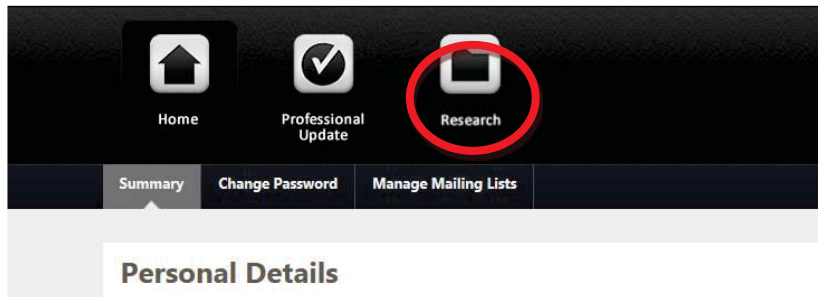 Home
Professional Update
Research
Summary Change Password Manage Mailing Lists
Personal Details